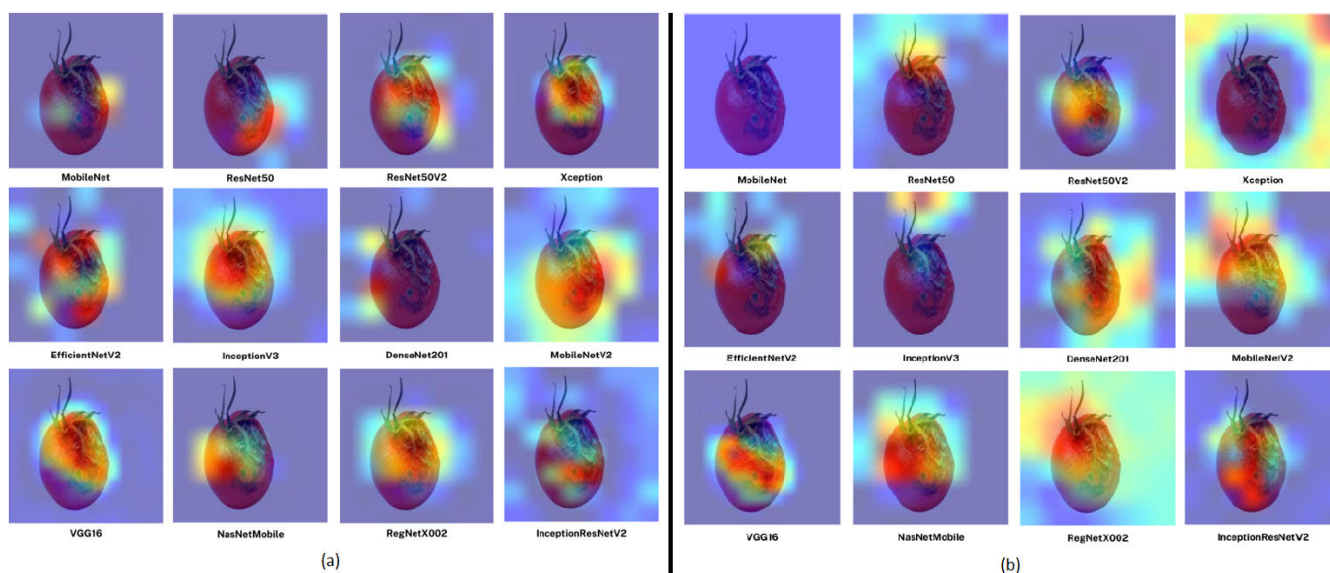 MobileNet ResNet50 ResNet50V2 Xception
EfficientNetV2 InceptionV3 DenseNet201 MobileNetV2
VGG16 NasNetMobile RegNetX002 InceptionResNetV2
(a)
MobileNet ResNet50 ResNet50V2 Xception
EfficientNetV2 InceptionV3 DenseNet201 MobileNetV2
VGG16 NasNetMobile RegNetX002 InceptionResNetV2
(b)